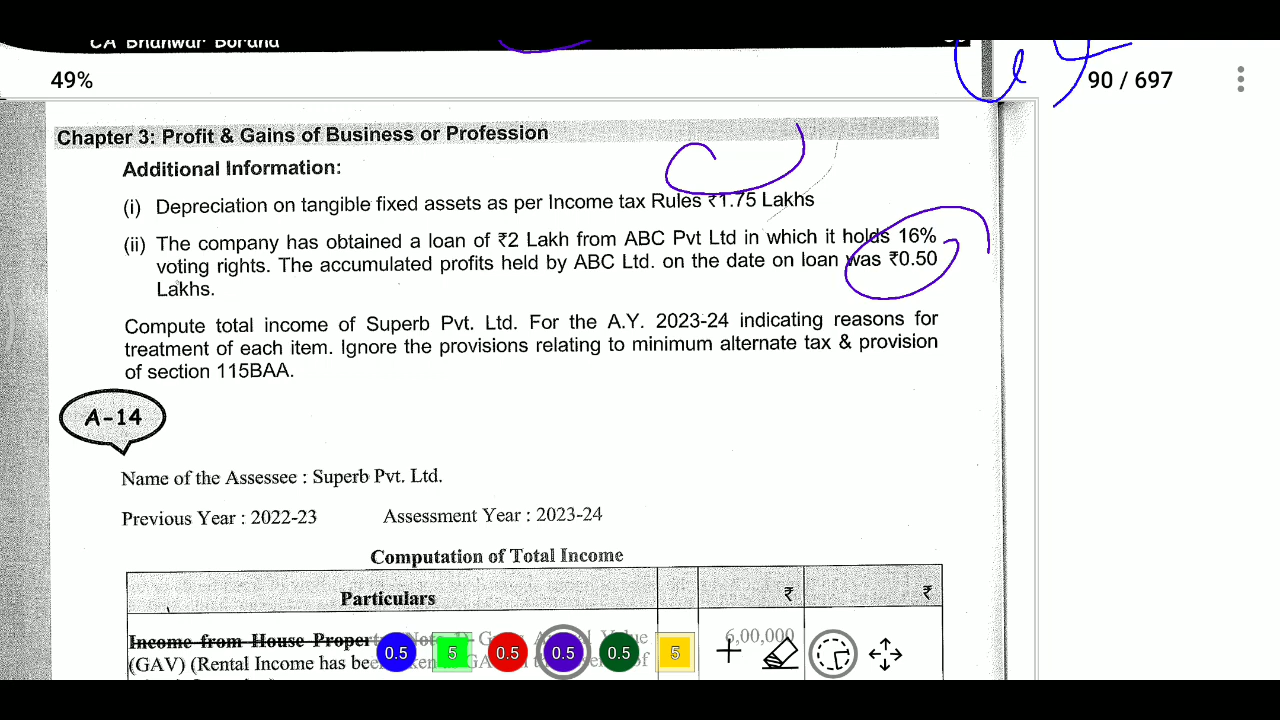 CA Bhanwar Borana
49%
90 / 697
Chapter 3: Profit & Gains of Business or Profession
Additional Information:
(i) Depreciation on tangible fixed assets as per Income tax Rules ₹1.75 Lakhs
(ii) The company has obtained a loan of ₹2 Lakh from ABC Pvt Ltd in which it holds 16%
voting rights. The accumulated profits held by ABC Ltd. on the date on loan was ₹0.50
Lakhs.
Compute total income of Superb Pvt. Ltd. For the A.Y. 2023-24 indicating reasons for
treatment of each item. Ignore the provisions relating to minimum alternate tax & provision
of section 115BAA.
A-14
Name of the Assessee : Superb Pvt. Ltd.
Previous Year : 2022-23 Assessment Year : 2023-24
Computation of Total Income
Particulars ₹ ₹
Income from House Proper 6,00,000
(GAV) (Rental Income has bee
0.5 5 0.5 0.5 0.5 5